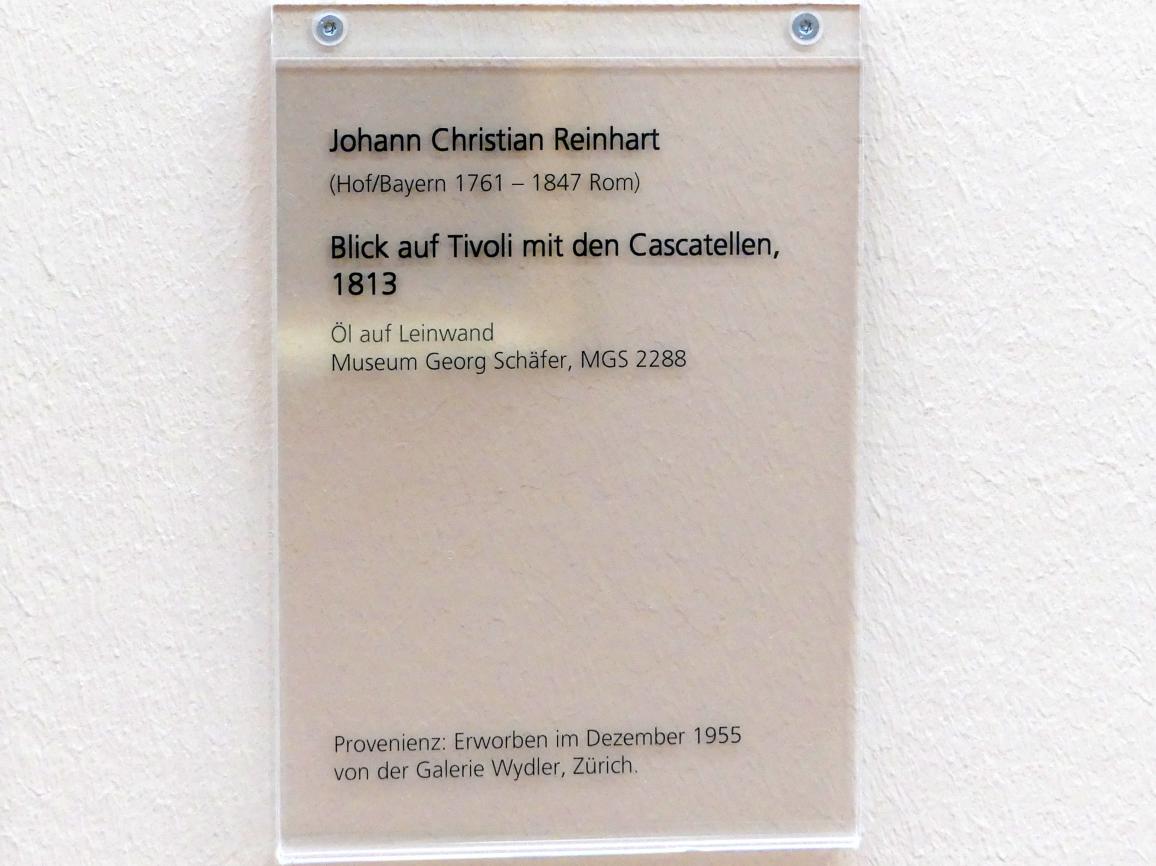 Johann Christian Reinhart
(Hof/Bayern 1761 – 1847 Rom)
Blick auf Tivoli mit den Cascatellen,
1813
Öl auf Leinwand
Museum Georg Schäfer, MGS 2288
Provenienz: Erworben im Dezember 1955
von der Galerie Wydler, Zürich.